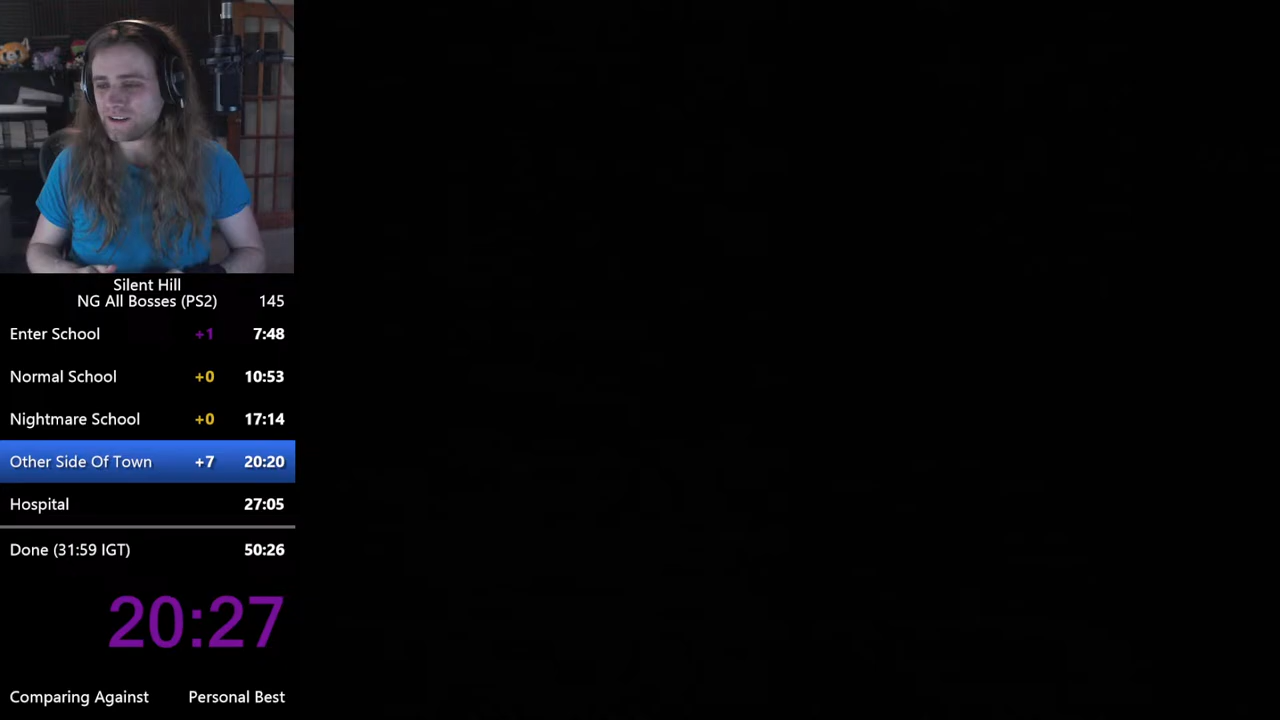 Silent Hill
NG All Bosses (PS2) 145
Enter School +1 7:48
Normal School +0 10:53
Nightmare School +0 17:14
Other Side Of Town +7 20:20
Hospital 27:05
Done (31:59 IGT) 50:26
20:27
Comparing Against Personal Best